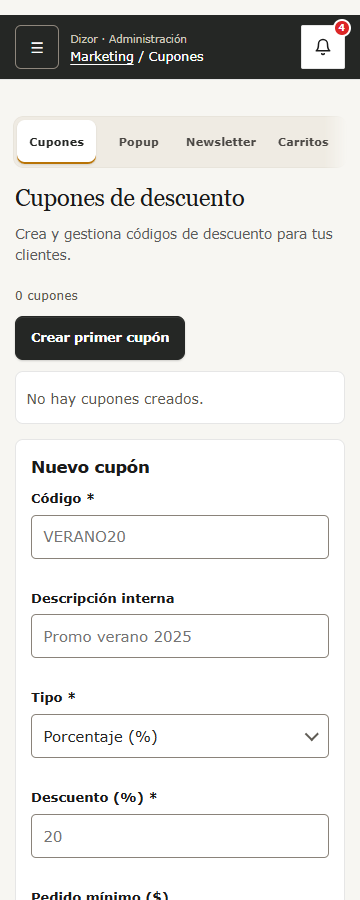 ☰
Dizor · Administración
Marketing / Cupones
4
Cupones
Popup
Newsletter
Carritos
Cupones de descuento
Crea y gestiona códigos de descuento para tus
clientes.
0 cupones
Crear primer cupón
No hay cupones creados.
Nuevo cupón
Código *
VERANO20
Descripción interna
Promo verano 2025
Tipo *
Porcentaje (%)
Descuento (%) *
20
Pedido mínimo ($)